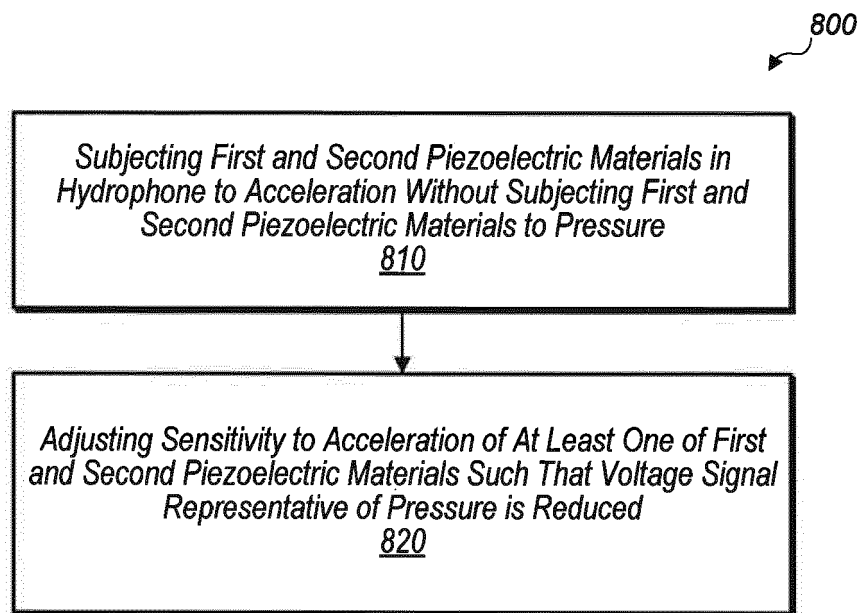 800
Subjecting First and Second Piezoelectric Materials in
Hydrophone to Acceleration Without Subjecting First and
Second Piezoelectric Materials to Pressure
810
Adjusting Sensitivity to Acceleration of At Least One of First
and Second Piezoelectric Materials Such That Voltage Signal
Representative of Pressure is Reduced
820